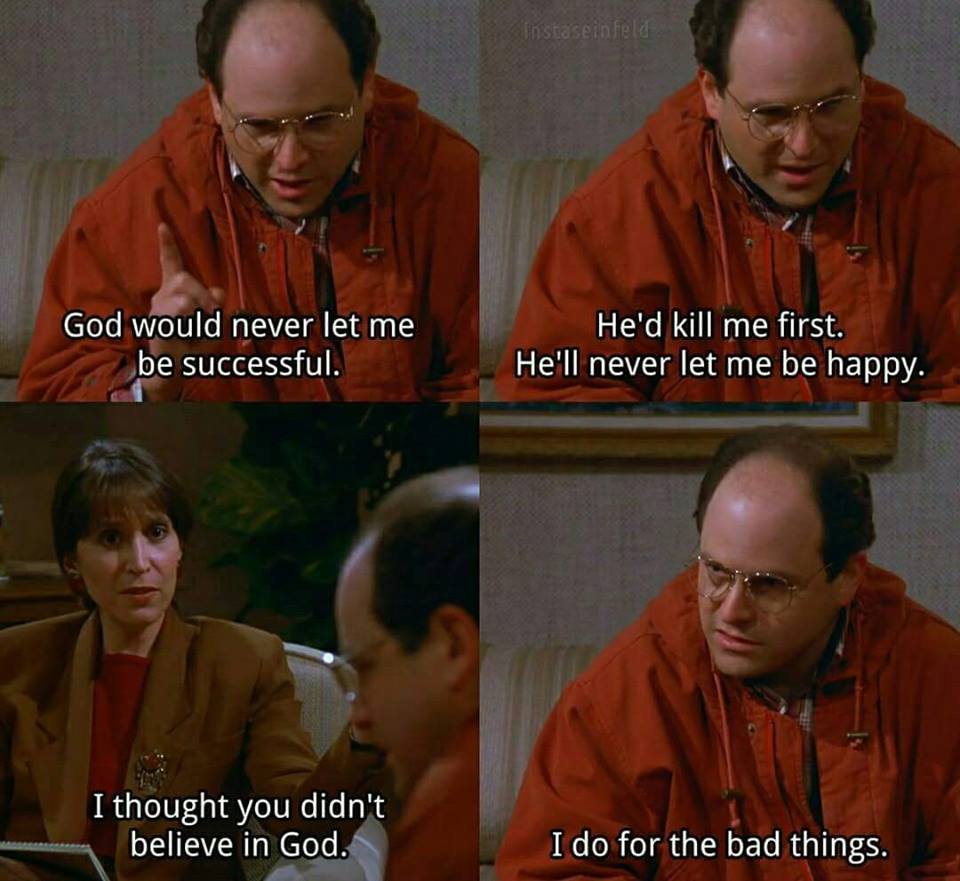 instaseinfeld
God would never let me
be successful.
He'd kill me first.
He'll never let me be happy.
I thought you didn't
believe in God.
I do for the bad things.